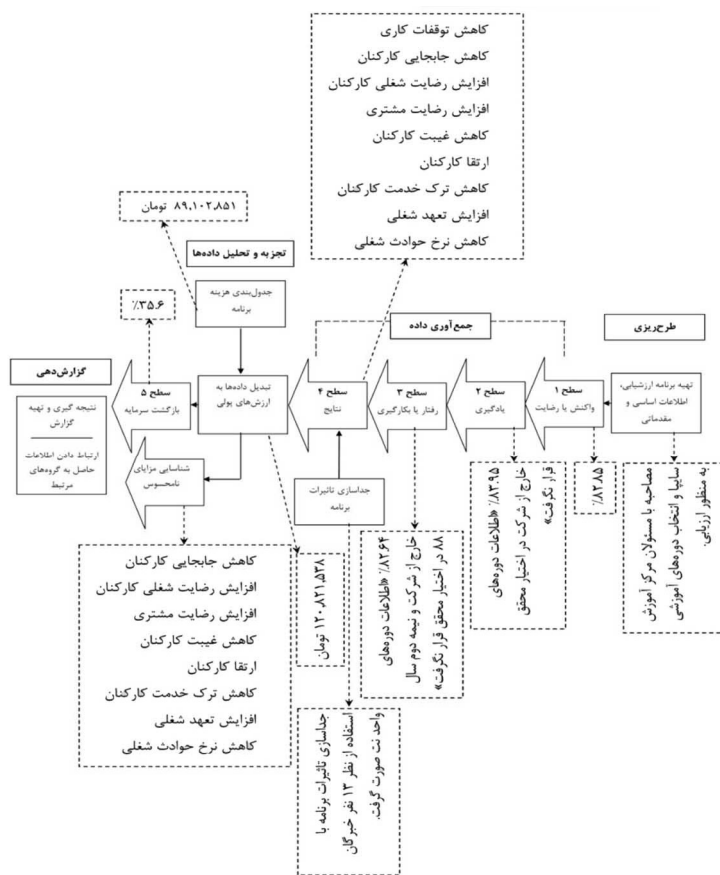 کاهش توقفات کاری
کاهش جابجایی کارکنان
افزایش رضایت شغلی کارکنان
افزایش رضایت مشتری
کاهش غیبت کارکنان
ارتقا کارکنان
کاهش ترک خدمت کارکنان
افزایش تعهد شغلی
کاهش نرخ حوادث شغلی
۸۹,۱۰۲,۸۵۱ تومان
تجزیه و تحلیل داده‌ها
جدول‌بندی هزینه
برنامه
٪۳۵.۶
طرح‌ریزی
جمع‌آوری داده
گزارش‌دهی
تهیه برنامه ارزشیابی،
اطلاعات اساسی و
مقدماتی
سطح ۱
واکنش یا رضایت
سطح ۲
یادگیری
سطح ۳
رفتار یا بکارگیری
سطح ۴
نتایج
تبدیل داده‌ها به
ارزش‌های پولی
سطح ۵
بازگشت سرمایه
نتیجه گیری و تهیه
گزارش
ارتباط دادن اطلاعات
حاصل به گروه‌های
مرتبط
شناسایی مزایای
نامحسوس
جداسازی تاثیرات
برنامه
مصاحبه با مسئولان مرکز آموزش
سایپا و انتخاب دوره‌های آموزشی
به منظور ارزیابی.
٪۸۲.۸۵
٪۸۳.۹۵ «اطلاعات دوره‌های
خارج از شرکت در اختیار محقق
قرار نگرفت»
٪۸۲.۶۴ «اطلاعات دوره‌های
خارج از شرکت و نیمه دوم سال
۸۸ در اختیار محقق قرار نگرفت»
جداسازی تاثیرات برنامه با
استفاده از نظر ۱۳ نفر خبرگان
واحد نت صورت گرفت.
۱۲۰,۸۲۱,۵۳۸ تومان
کاهش جابجایی کارکنان
افزایش رضایت شغلی کارکنان
افزایش رضایت مشتری
کاهش غیبت کارکنان
ارتقا کارکنان
کاهش ترک خدمت کارکنان
افزایش تعهد شغلی
کاهش نرخ حوادث شغلی